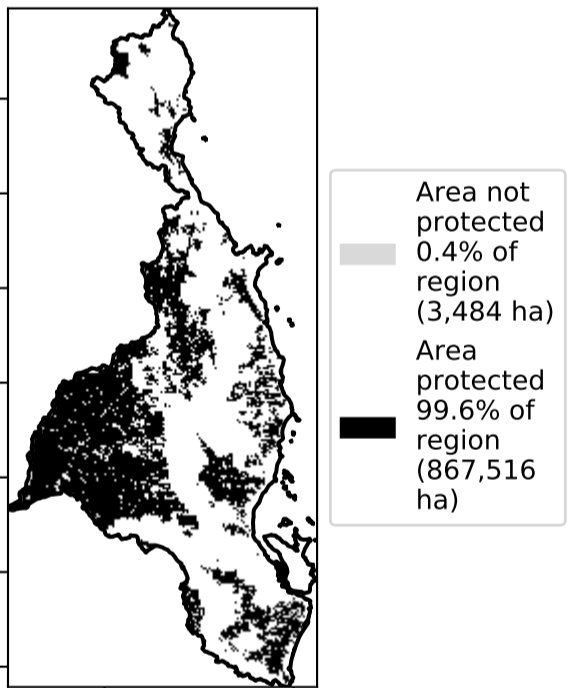 Area not
protected
0.4% of
region
(3,484 ha)
Area
protected
99.6% of
region
(867,516
ha)